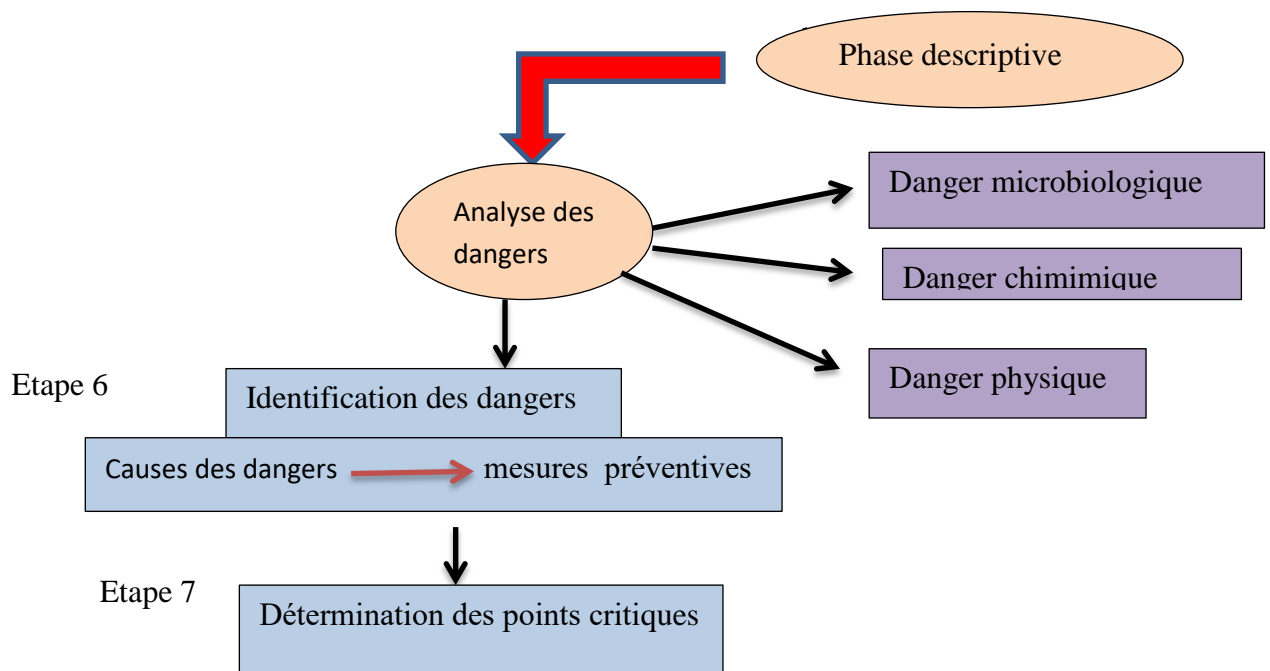 Phase descriptive
Danger microbiologique
Analyse des
dangers
Danger chimimique
Danger physique
Etape 6
Identification des dangers
Causes des dangers mesures préventives
Etape 7
Détermination des points critiques